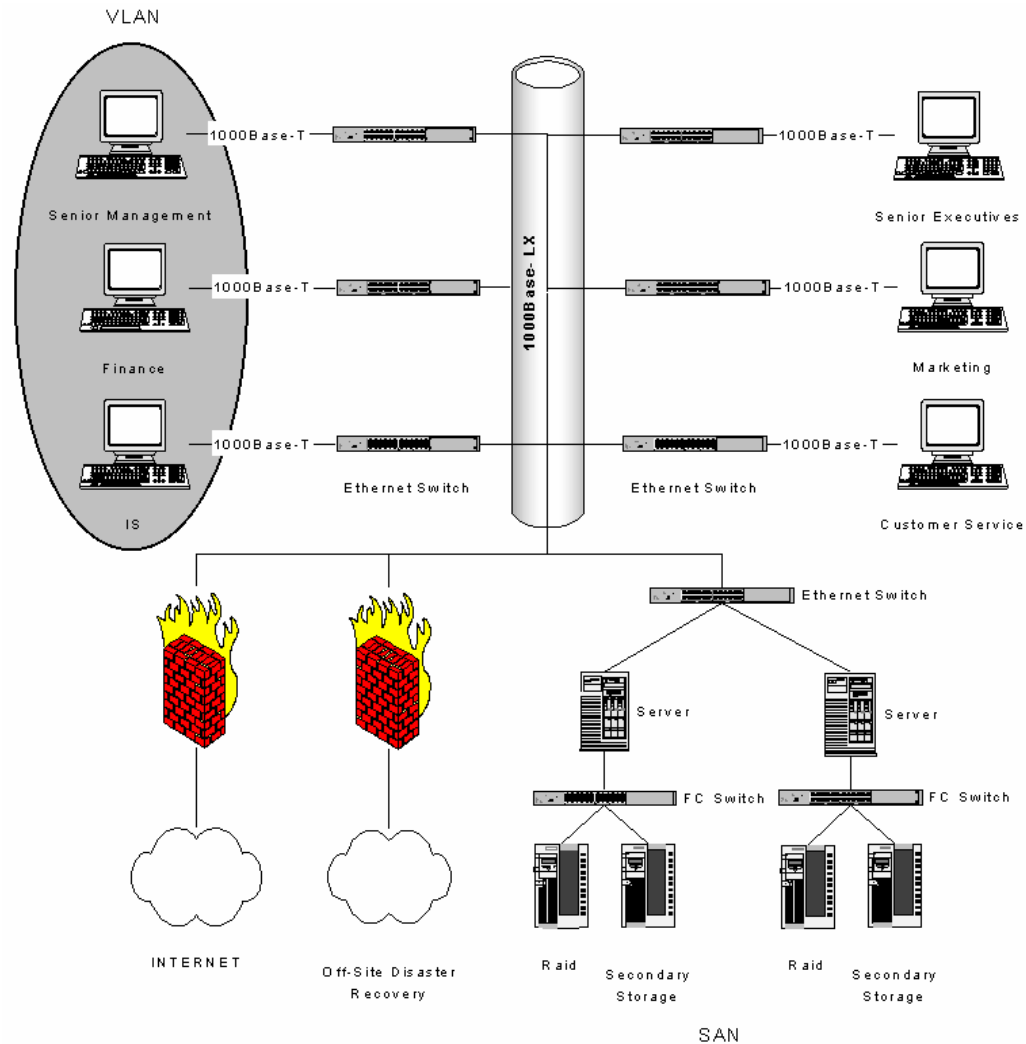 VLAN
1000Base-T
1000Base-T
Senior Management
Senior Executives
1000Base-LX
1000Base-T
1000Base-T
Finance
Marketing
1000Base-T
1000Base-T
Ethernet Switch
Ethernet Switch
IS
Customer Service
Ethernet Switch
Server
Server
FC Switch
FC Switch
INTERNET
Off-Site Disaster
Recovery
Raid
Secondary
Storage
Raid
Secondary
Storage
SAN